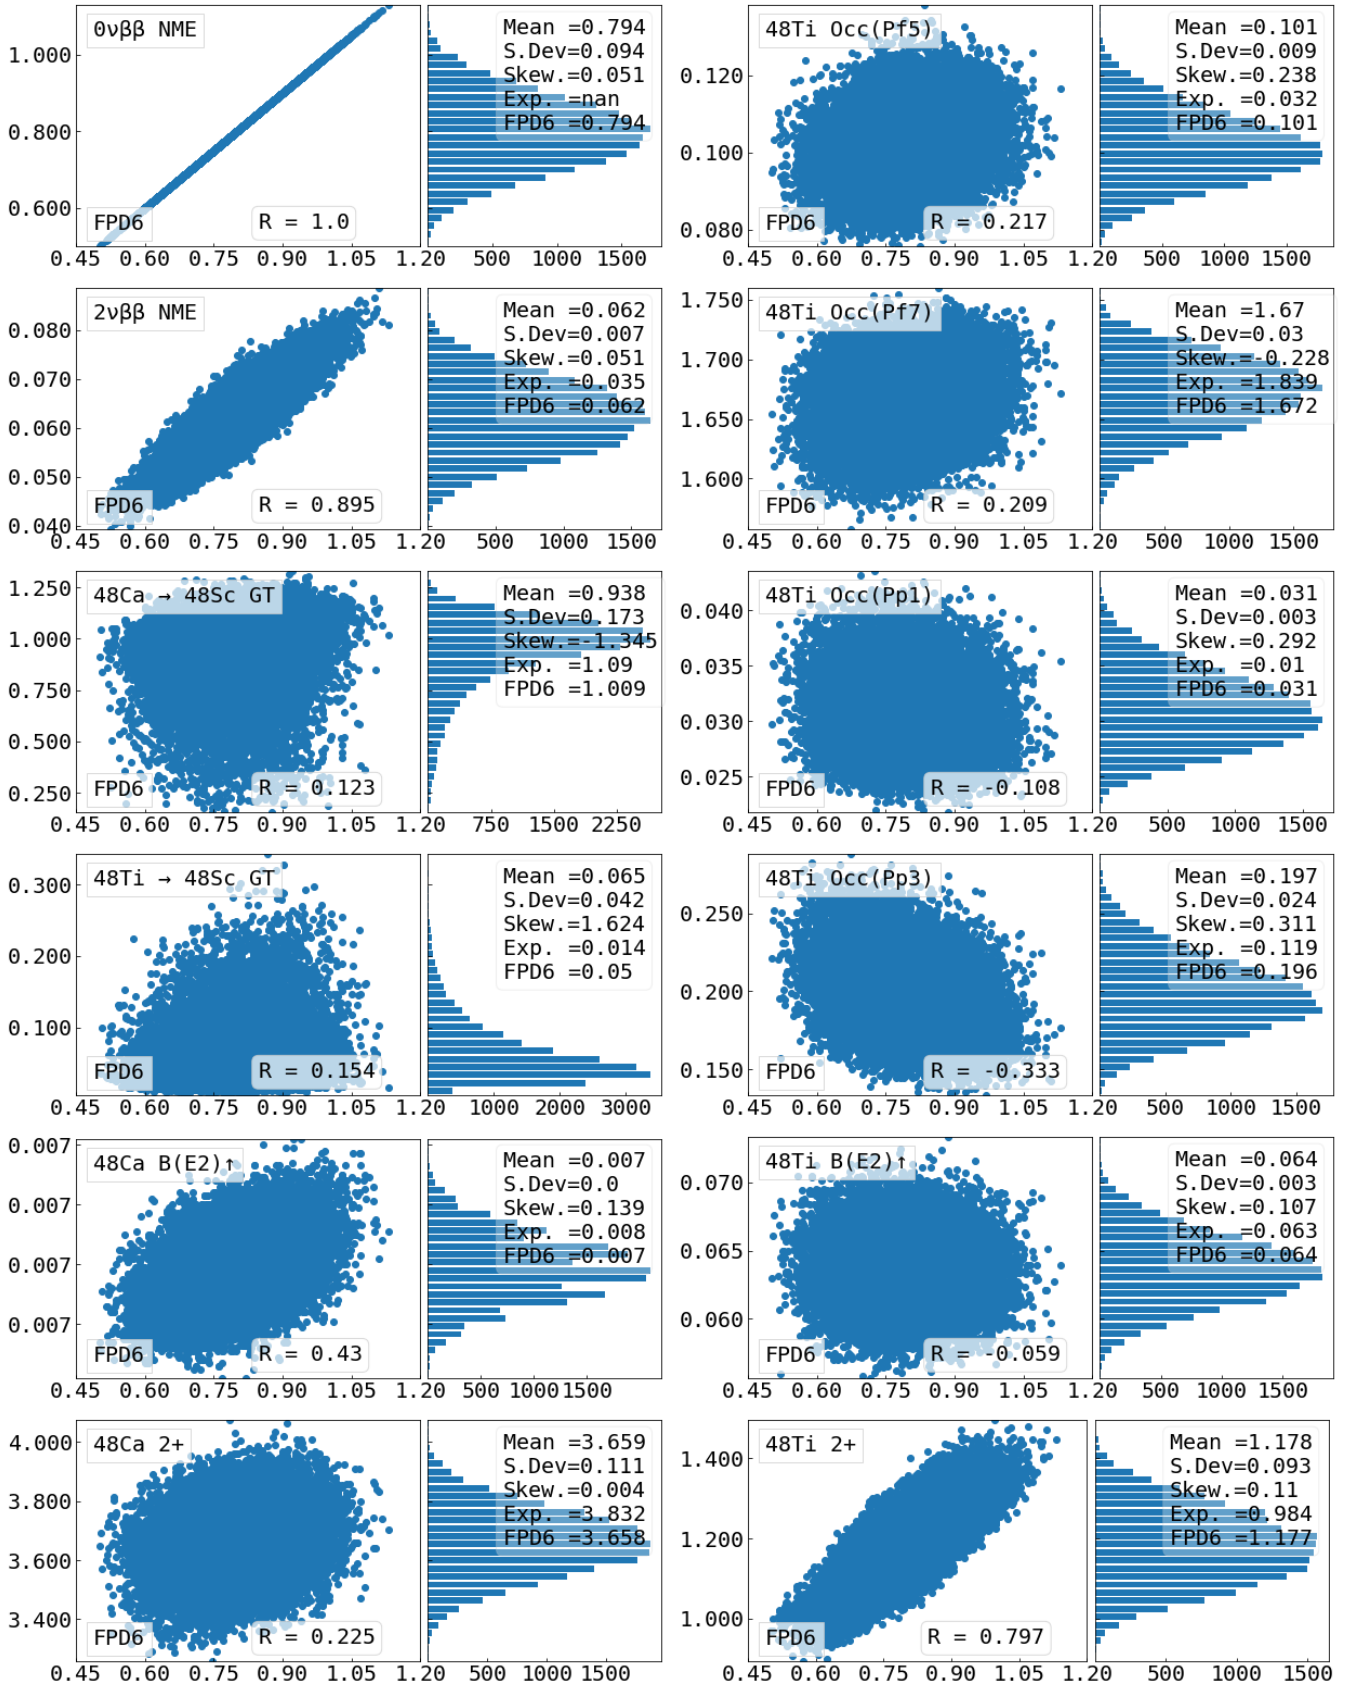 0νββ NME
1.000
0.800
0.600
FPD6
R = 1.0
0.45 0.60 0.75 0.90 1.05 1.20
Mean =0.794
S.Dev=0.094
Skew.=0.051
Exp. =nan
FPD6 =0.794
500 1000 1500
48Ti Occ(Pf5)
0.120
0.100
0.080
FPD6
R = 0.217
0.45 0.60 0.75 0.90 1.05 1.20
Mean =0.101
S.Dev=0.009
Skew.=0.238
Exp. =0.032
FPD6 =0.101
500 1000 1500
2νββ NME
0.080
0.070
0.060
0.050
0.040
FPD6
R = 0.895
0.45 0.60 0.75 0.90 1.05 1.20
Mean =0.062
S.Dev=0.007
Skew.=0.051
Exp. =0.035
FPD6 =0.062
500 1000 1500
48Ti Occ(Pf7)
1.750
1.700
1.650
1.600
FPD6
R = 0.209
0.45 0.60 0.75 0.90 1.05 1.20
Mean =1.67
S.Dev=0.03
Skew.=-0.228
Exp. =1.839
FPD6 =1.672
500 1000 1500
48Ca → 48Sc GT
1.250
1.000
0.750
0.500
0.250
FPD6
R = 0.123
0.45 0.60 0.75 0.90 1.05 1.20
Mean =0.938
S.Dev=0.173
Skew.=-1.345
Exp. =1.09
FPD6 =1.009
750 1500 2250
48Ti Occ(Pp1)
0.040
0.035
0.030
0.025
FPD6
R = -0.108
0.45 0.60 0.75 0.90 1.05 1.20
Mean =0.031
S.Dev=0.003
Skew.=0.292
Exp. =0.01
FPD6 =0.031
500 1000 1500
48Ti → 48Sc GT
0.300
0.200
0.100
FPD6
R = 0.154
0.45 0.60 0.75 0.90 1.05 1.20
Mean =0.065
S.Dev=0.042
Skew.=1.624
Exp. =0.014
FPD6 =0.05
1000 2000 3000
48Ti Occ(Pp3)
0.250
0.200
0.150
FPD6
R = -0.333
0.45 0.60 0.75 0.90 1.05 1.20
Mean =0.197
S.Dev=0.024
Skew.=0.311
Exp. =0.119
FPD6 =0.196
500 1000 1500
48Ca B(E2)↑
0.007
0.007
0.007
0.007
FPD6
R = 0.43
0.45 0.60 0.75 0.90 1.05 1.20
Mean =0.007
S.Dev=0.0
Skew.=0.139
Exp. =0.008
FPD6 =0.007
500 1000 1500
48Ti B(E2)↑
0.070
0.065
0.060
FPD6
R = -0.059
0.45 0.60 0.75 0.90 1.05 1.20
Mean =0.064
S.Dev=0.003
Skew.=0.107
Exp. =0.063
FPD6 =0.064
500 1000 1500
48Ca 2+
4.000
3.800
3.600
3.400
FPD6
R = 0.225
0.45 0.60 0.75 0.90 1.05 1.20
Mean =3.659
S.Dev=0.111
Skew.=0.004
Exp. =3.832
FPD6 =3.658
500 1000 1500
48Ti 2+
1.400
1.200
1.000
FPD6
R = 0.797
0.45 0.60 0.75 0.90 1.05 1.20
Mean =1.178
S.Dev=0.093
Skew.=0.11
Exp. =0.984
FPD6 =1.177
500 1000 1500